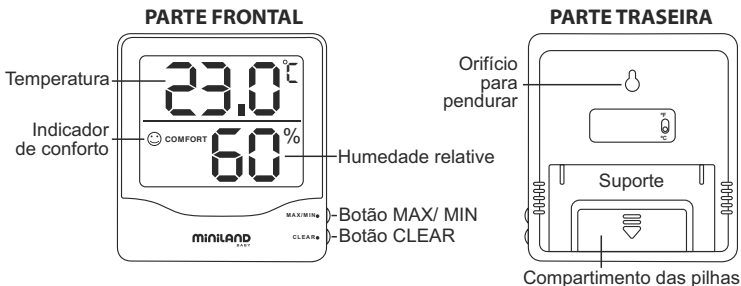 PARTE FRONTAL
Temperatura
23.0°C
Indicador
de conforto
COMFORT
60%
Humedade relative
MAX/MIN
Botão MAX/ MIN
CLEAR
Botão CLEAR
miniland
BABY
PARTE TRASEIRA
Orifício
para
pendurar
°F
°C
Suporte
Compartimento das pilhas